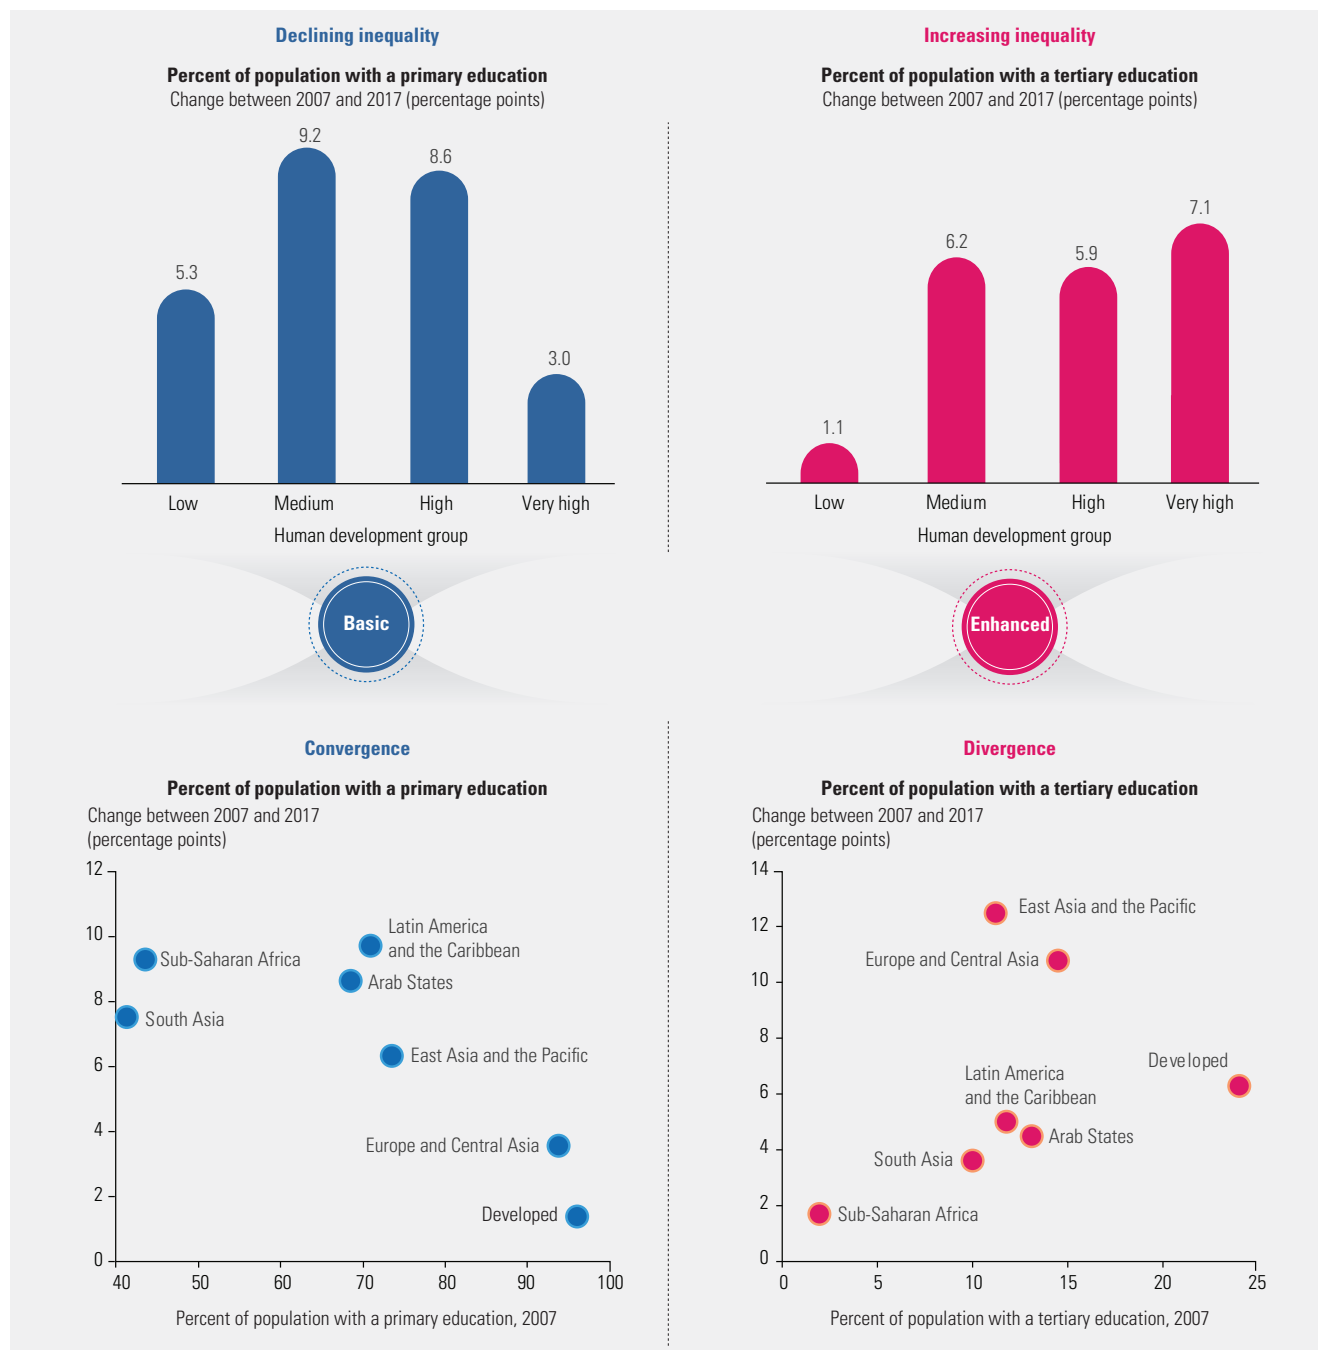 Declining inequality
Percent of population with a primary education
Change between 2007 and 2017 (percentage points)
9.2
8.6
5.3
3.0
Low Medium High Very high
Human development group
Increasing inequality
Percent of population with a tertiary education
Change between 2007 and 2017 (percentage points)
7.1
6.2
5.9
1.1
Low Medium High Very high
Human development group
Basic
Enhanced
Convergence
Percent of population with a primary education
Change between 2007 and 2017
(percentage points)
12
10
8
6
4
2
0
Latin America
and the Caribbean
Sub-Saharan Africa
Arab States
South Asia
East Asia and the Pacific
Europe and Central Asia
Developed
40 50 60 70 80 90 100
Percent of population with a primary education, 2007
Divergence
Percent of population with a tertiary education
Change between 2007 and 2017
(percentage points)
14
12
10
8
6
4
2
0
East Asia and the Pacific
Europe and Central Asia
Developed
Latin America
and the Caribbean
Arab States
South Asia
Sub-Saharan Africa
0 5 10 15 20 25
Percent of population with a tertiary education, 2007